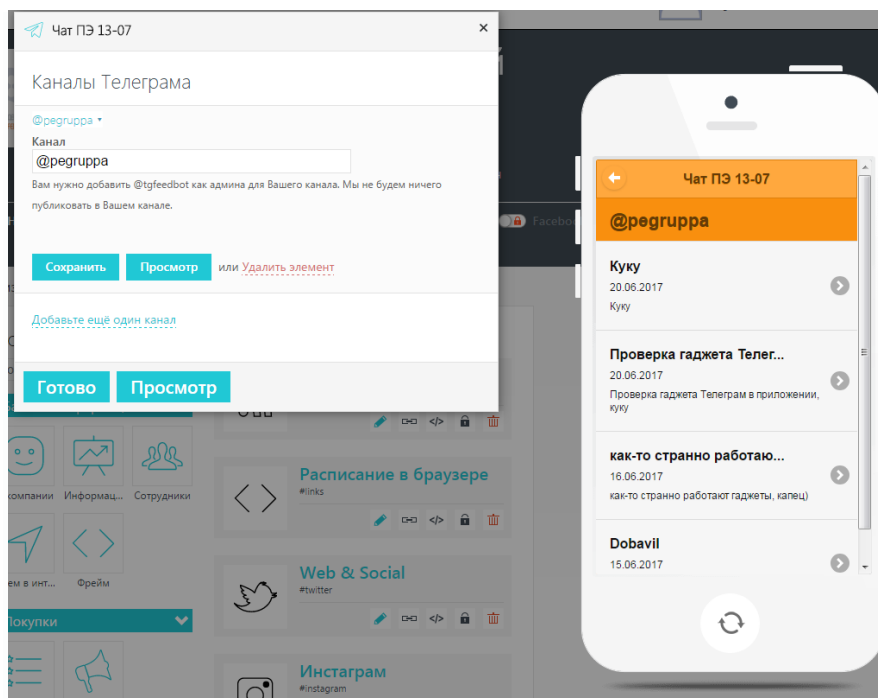 Чат ПЭ 13-07
×
Каналы Телеграма
@pegruppa
Канал
@pegruppa
Вам нужно добавить @tgfeedbot как админа для Вашего канала. Мы не будем ничего
публиковать в Вашем канале.
Сохранить Просмотр или Удалить элемент
Добавьте ещё один канал
Готово Просмотр
Facebo
компании Информац... Сотрудники
ем в инт... Фрейм
Покупки
</>
Расписание в браузере
#links
</>
Web & Social
#twitter
</>
Инстаграм
#instagram
Чат ПЭ 13-07
@pegruppa
Куку
20.06.2017
Куку
Проверка гаджета Телег...
20.06.2017
Проверка гаджета Телеграм в приложении,
куку
как-то странно работаю...
16.06.2017
как-то странно работают гаджеты, капец)
Dobavil
15.06.2017